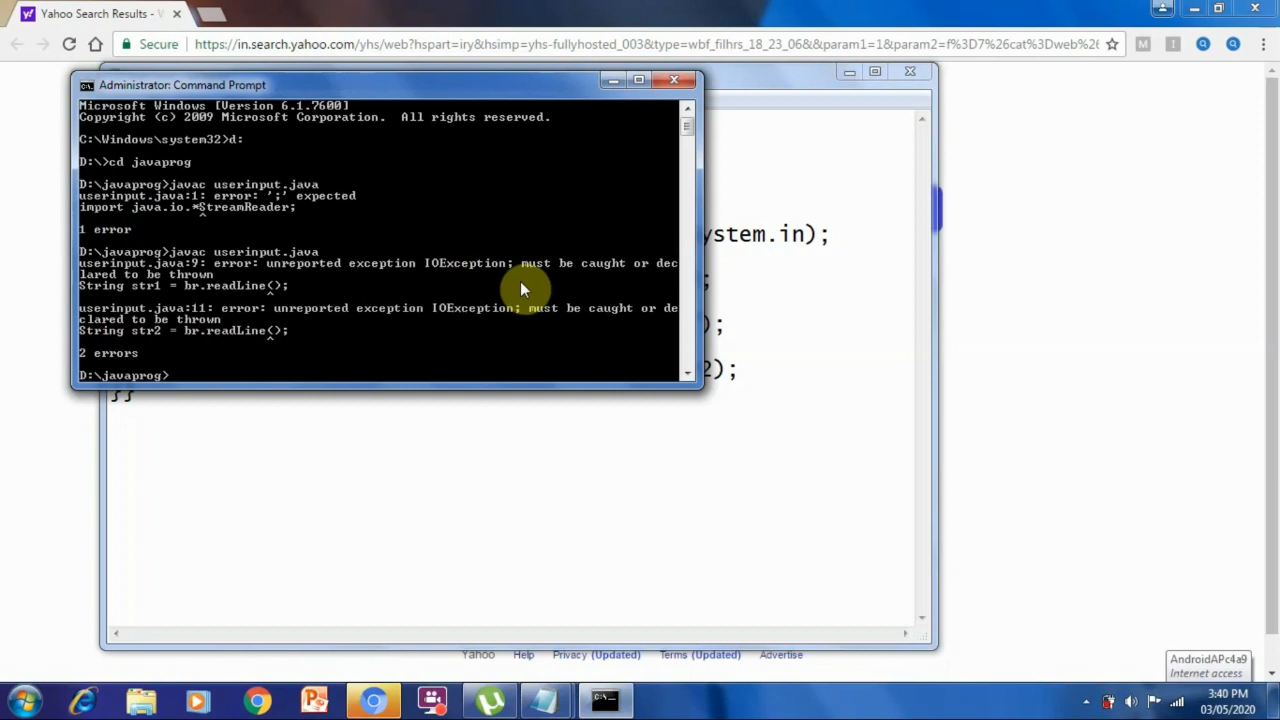 Yahoo Search Results - Y
Secure
https://in.search.yahoo.com/yhs/web?hspart=iry&hsimp=yhs-fullyhosted_003&type=wbf_filhrs_18_23_06&&param1=1&param2=f%3D7%26cat%3Dweb%26
M
I
Administrator: Command Prompt
Microsoft Windows [Version 6.1.7600]
Copyright (c) 2009 Microsoft Corporation.  All rights reserved.
C:\Windows\system32>d:
D:\>cd javaprog
D:\javaprog>javac userinput.java
userinput.java:1: error: ';' expected
import java.io.*StreamReader;
^
1 error
D:\javaprog>javac userinput.java
userinput.java:9: error: unreported exception IOException; must be caught or dec
lared to be thrown
String str1 = br.readLine();
^
userinput.java:11: error: unreported exception IOException; must be caught or de
clared to be thrown
String str2 = br.readLine();
^
2 errors
D:\javaprog>
ystem.in);
;
);
2);
}}
Yahoo Help Privacy (Updated) Terms (Updated) Advertise
AndroidAPc4a9
Internet access
3:40 PM
03/05/2020